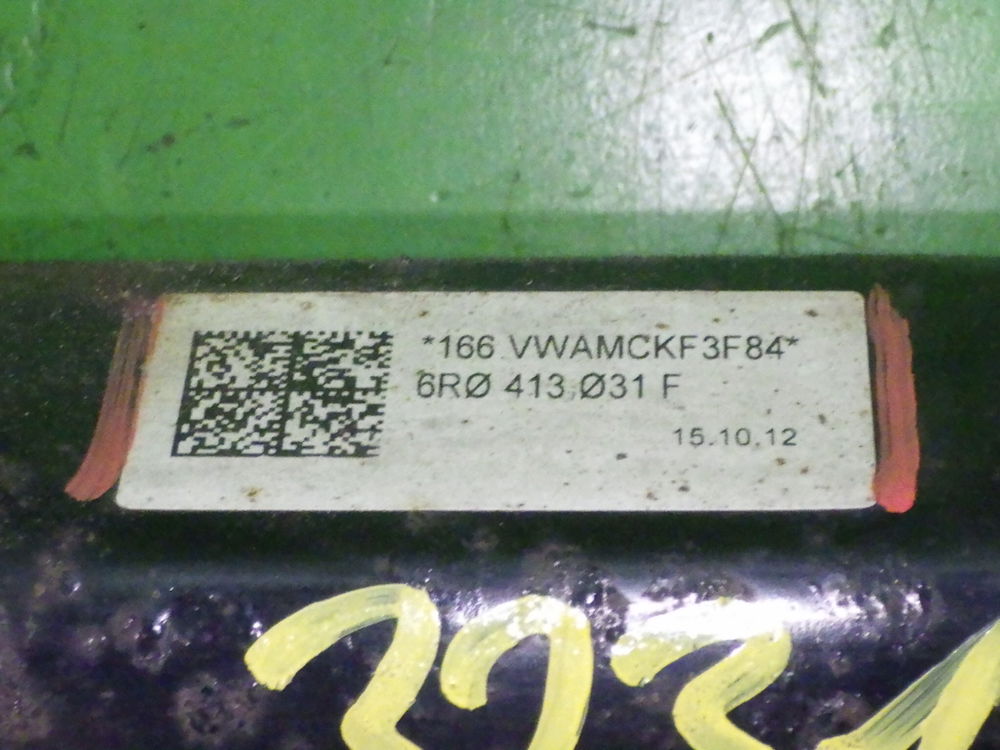 *166 VWAMCKF3F84*
6RØ 413 Ø31 F
15.10.12